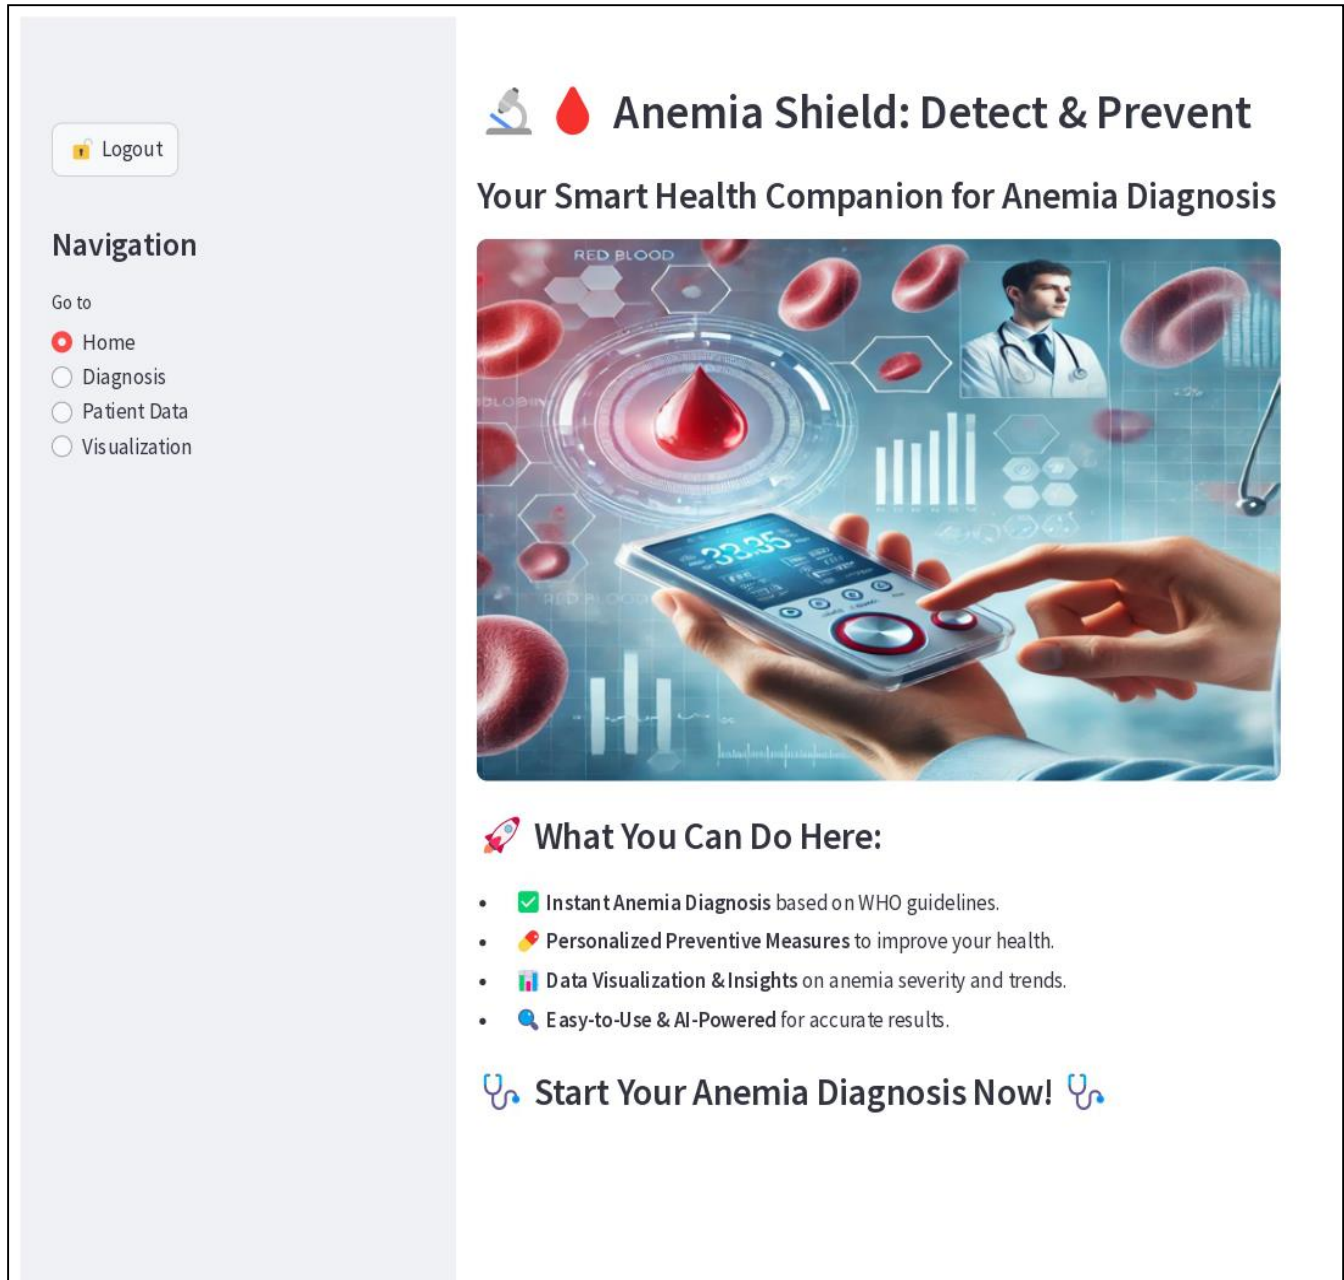 Logout
Navigation
Go to
Home
Diagnosis
Patient Data
Visualization
Anemia Shield: Detect & Prevent
Your Smart Health Companion for Anemia Diagnosis
RED BLOOD
33.35
RED BLOOD
What You Can Do Here:
• Instant Anemia Diagnosis based on WHO guidelines.
• Personalized Preventive Measures to improve your health.
• Data Visualization & Insights on anemia severity and trends.
• Easy-to-Use & AI-Powered for accurate results.
Start Your Anemia Diagnosis Now!